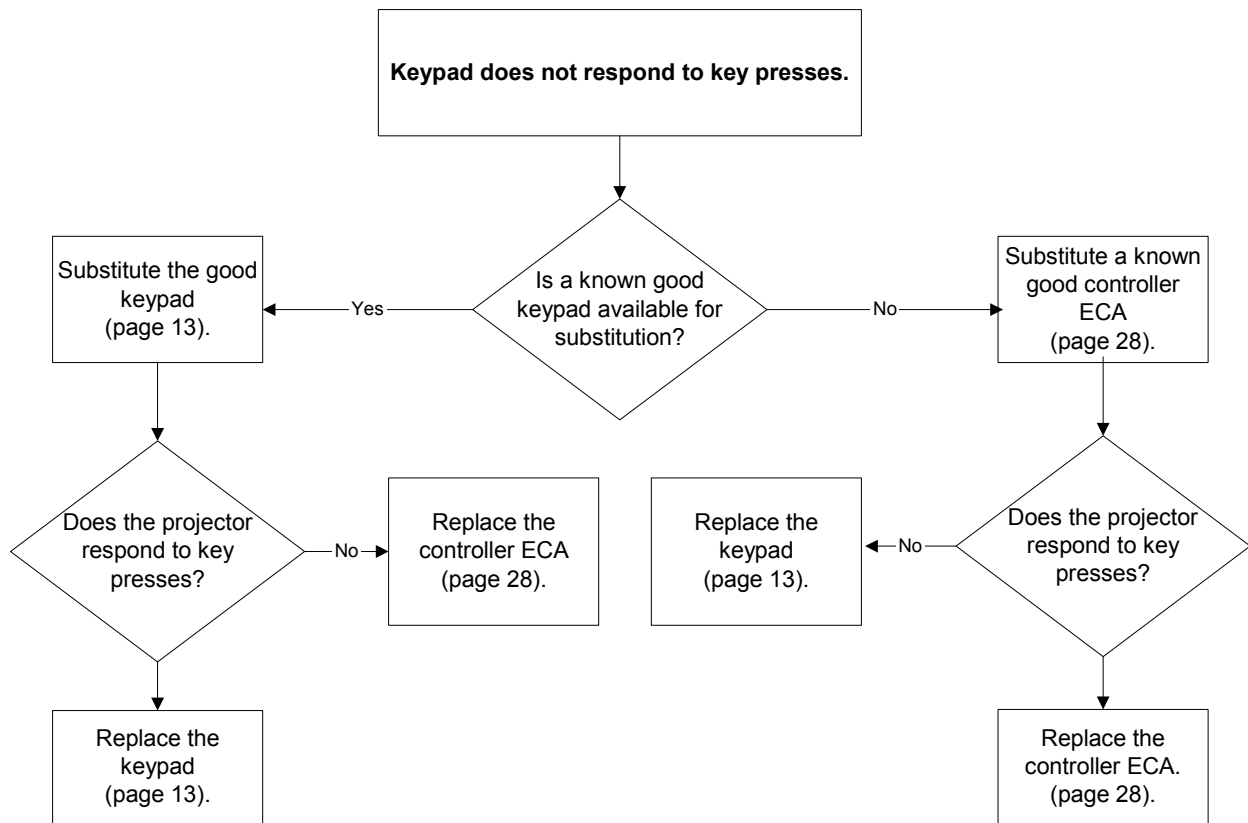 Keypad does not respond to key presses.
Is a known good
keypad available for
substitution?
Yes
No
Substitute the good
keypad
(page 13).
Substitute a known
good controller
ECA
(page 28).
Does the projector
respond to key
presses?
No
Replace the
controller ECA
(page 28).
Replace the
keypad
(page 13).
No
Does the projector
respond to key
presses?
Replace the
keypad
(page 13).
Replace the
controller ECA.
(page 28).